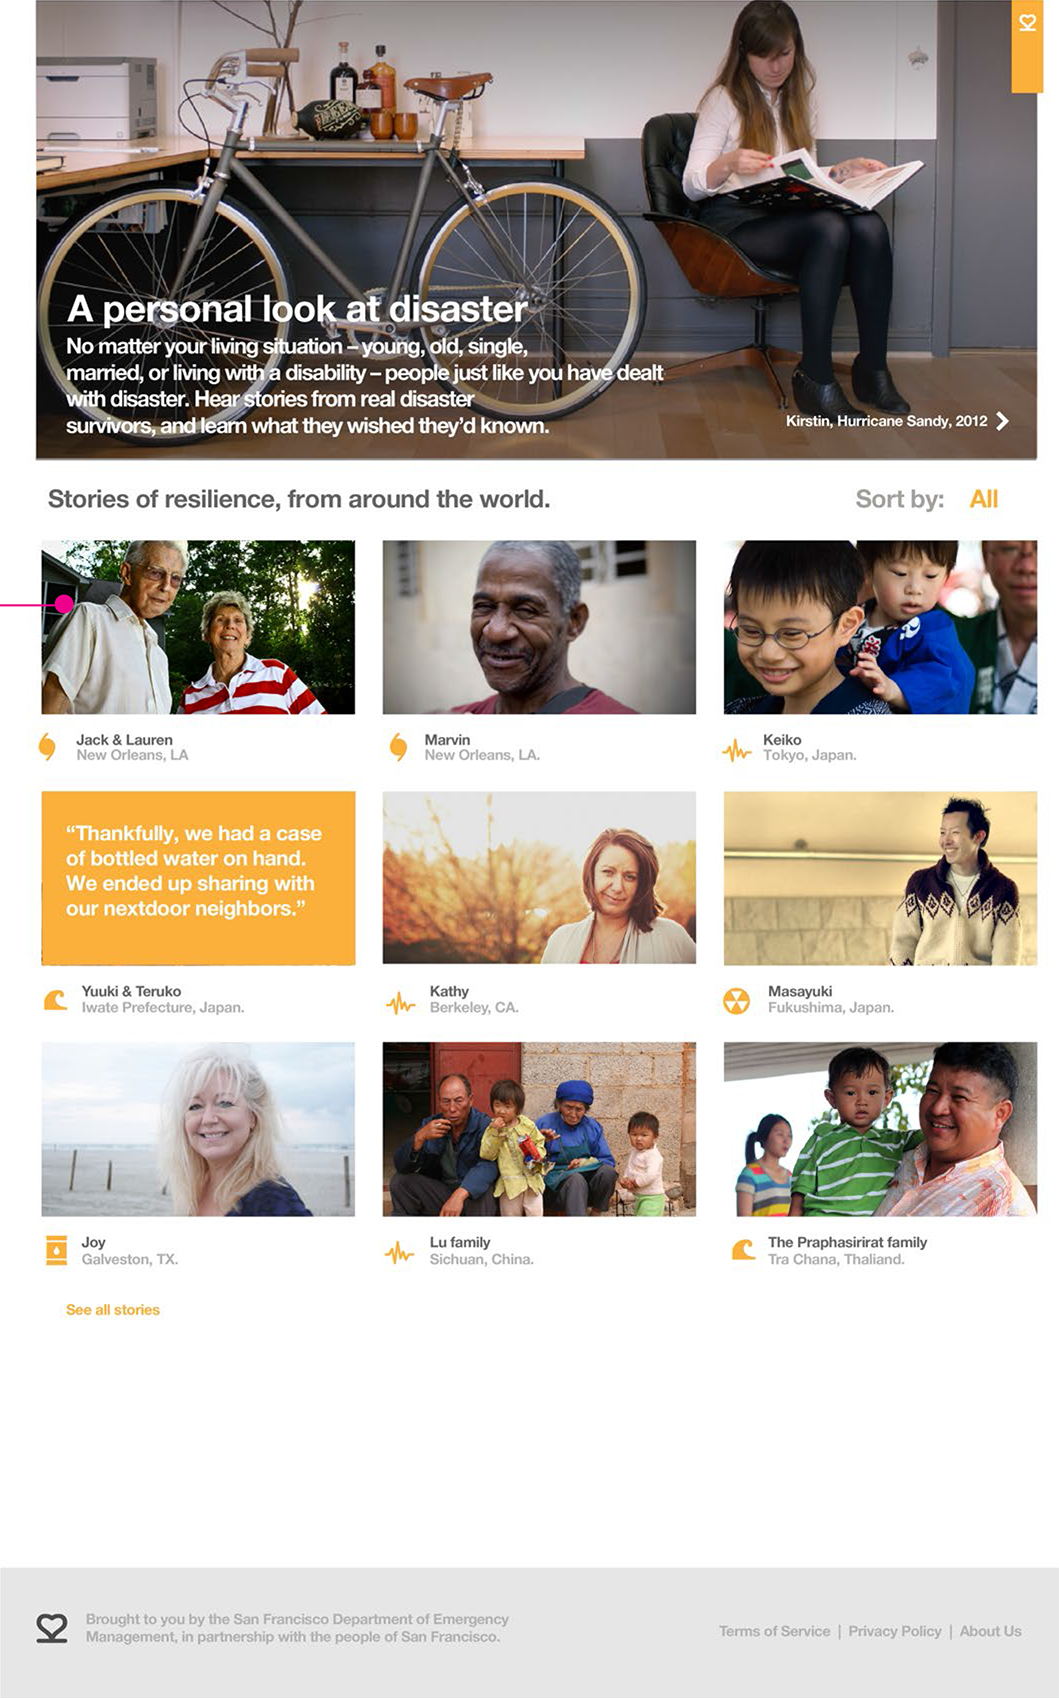 A personal look at disaster
No matter your living situation – young, old, single,
married, or living with a disability – people just like you have dealt
with disaster. Hear stories from real disaster
survivors, and learn what they wished they’d known.
Kirstin, Hurricane Sandy, 2012
Stories of resilience, from around the world.
Sort by: All
Jack & Lauren
New Orleans, LA
Marvin
New Orleans, LA.
Keiko
Tokyo, Japan.
“Thankfully, we had a case
of bottled water on hand.
We ended up sharing with
our nextdoor neighbors.”
Yuuki & Teruko
Iwate Prefecture, Japan.
Kathy
Berkeley, CA.
Masayuki
Fukushima, Japan.
Joy
Galveston, TX.
Lu family
Sichuan, China.
The Praphasirirat family
Tra Chana, Thaliand.
See all stories
Brought to you by the San Francisco Department of Emergency
Management, in partnership with the people of San Francisco.
Terms of Service | Privacy Policy | About Us